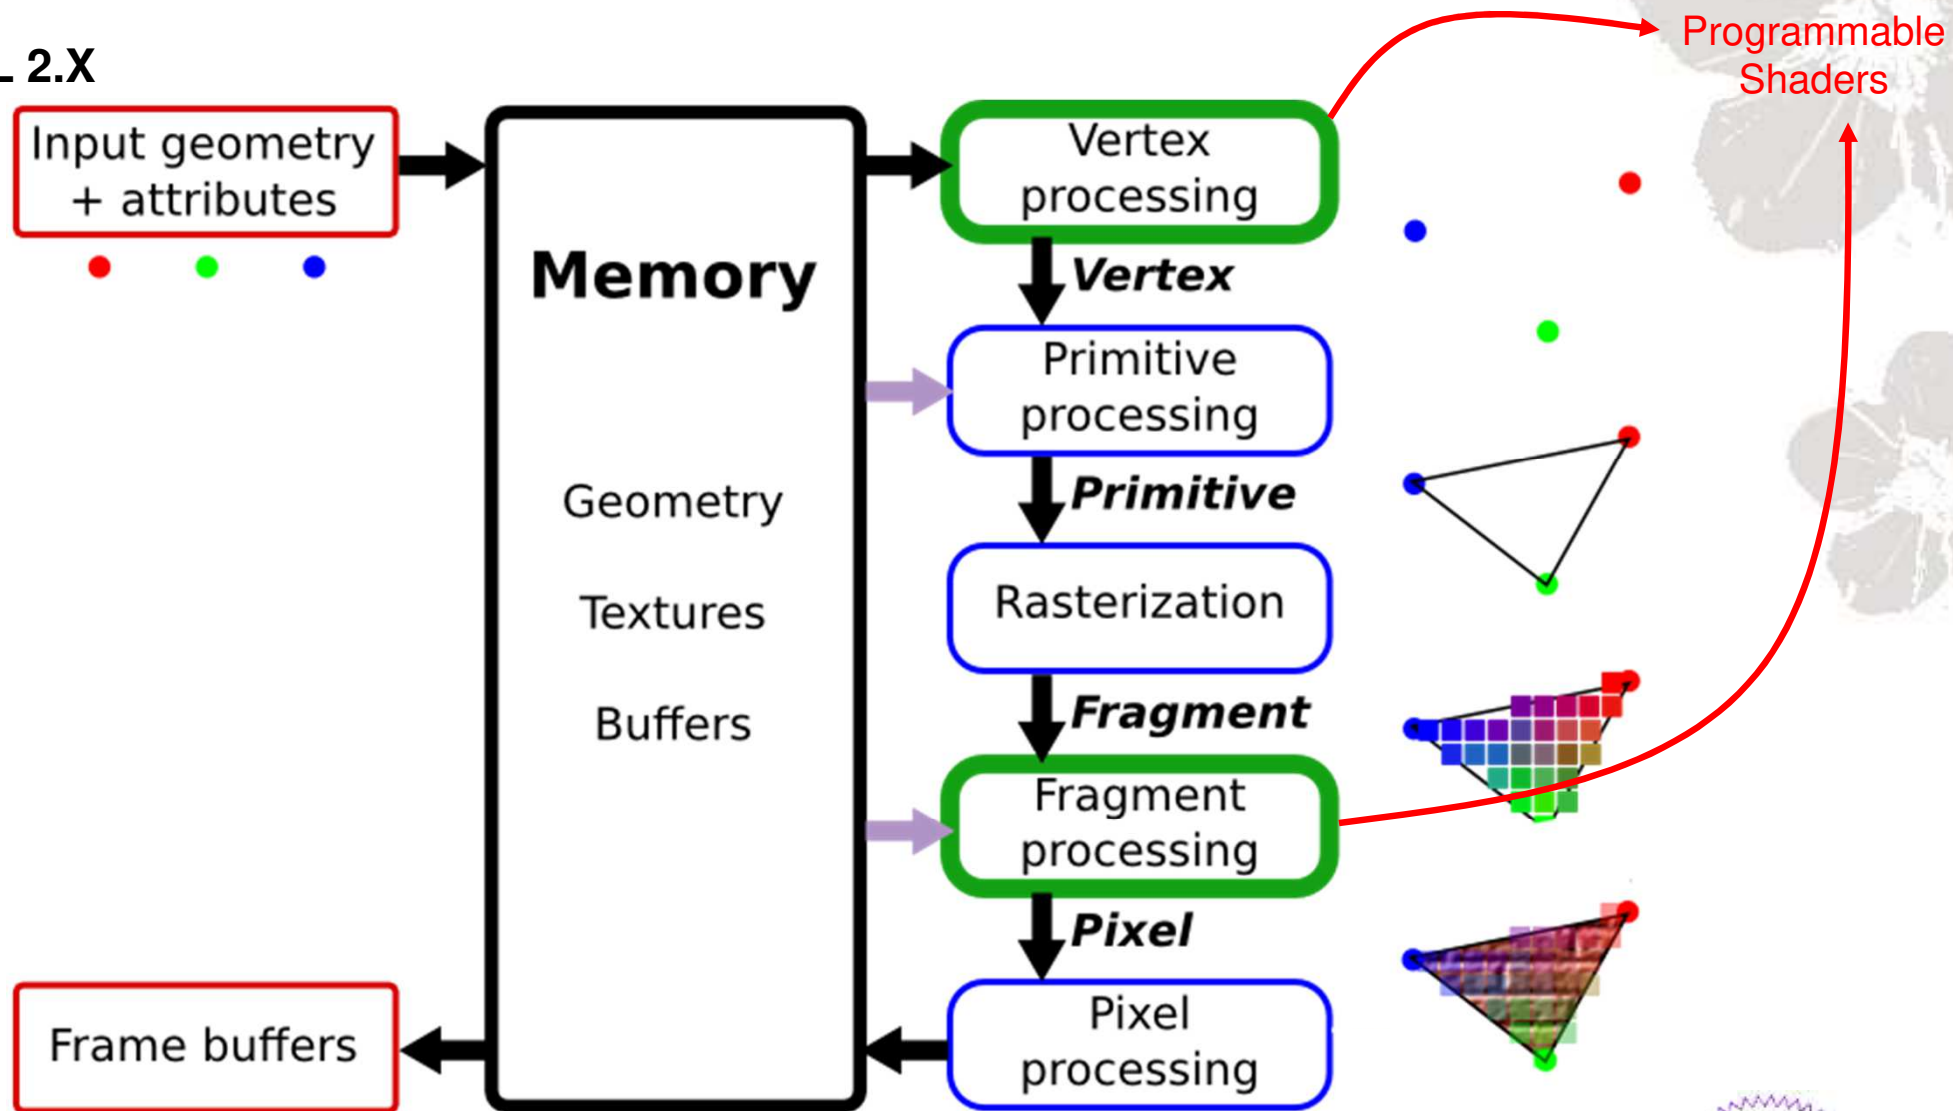 2.X
Programmable
Shaders
Input geometry
+ attributes
Memory
Geometry
Textures
Buffers
Vertex
processing
Vertex
Primitive
processing
Primitive
Rasterization
Fragment
Fragment
processing
Pixel
Pixel
processing
Frame buffers